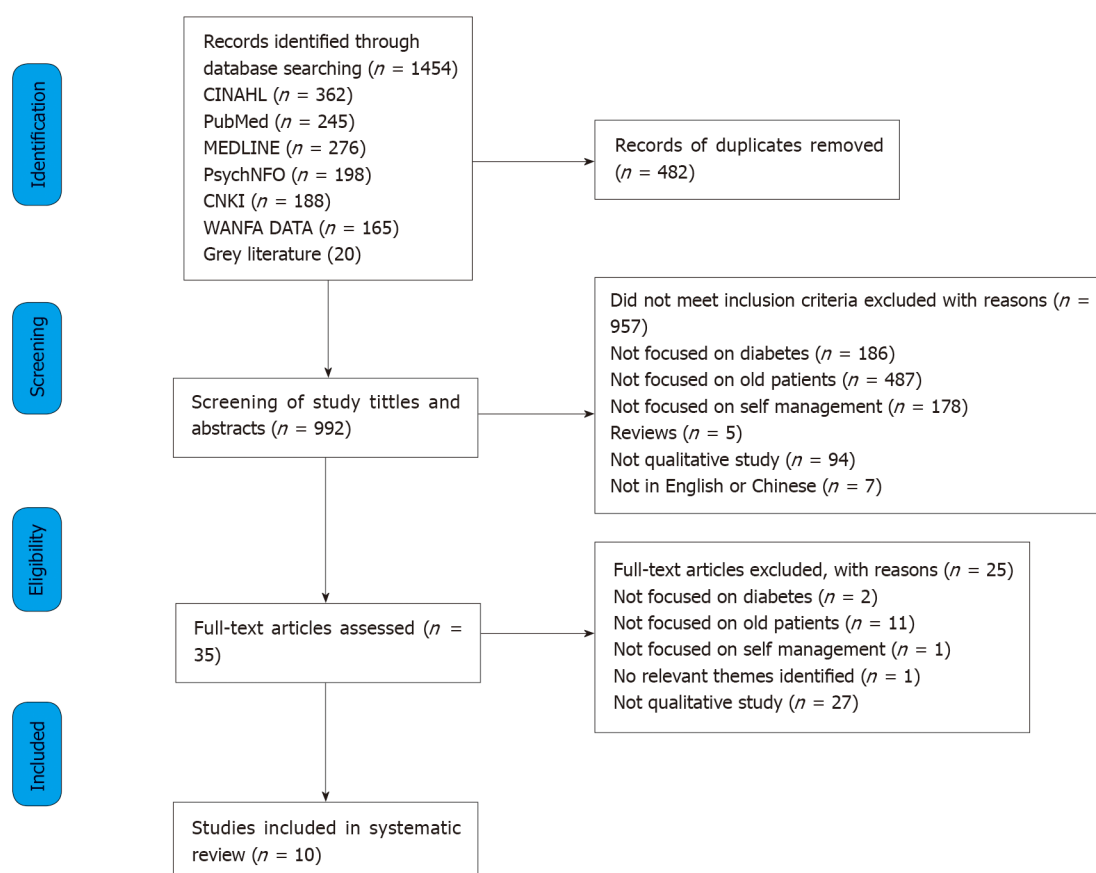 Identification
Records identified through
database searching (n = 1454)
CINAHL (n = 362)
PubMed (n = 245)
MEDLINE (n = 276)
PsychNFO (n = 198)
CNKI (n = 188)
WANFA DATA (n = 165)
Grey literature (20)
Records of duplicates removed
(n = 482)
Screening
Screening of study tittles and
abstracts (n = 992)
Did not meet inclusion criteria excluded with reasons (n =
957)
Not focused on diabetes (n = 186)
Not focused on old patients (n = 487)
Not focused on self management (n = 178)
Reviews (n = 5)
Not qualitative study (n = 94)
Not in English or Chinese (n = 7)
Eligibility
Full-text articles assessed (n =
35)
Full-text articles excluded, with reasons (n = 25)
Not focused on diabetes (n = 2)
Not focused on old patients (n = 11)
Not focused on self management (n = 1)
No relevant themes identified (n = 1)
Not qualitative study (n = 27)
Included
Studies included in systematic
review (n = 10)